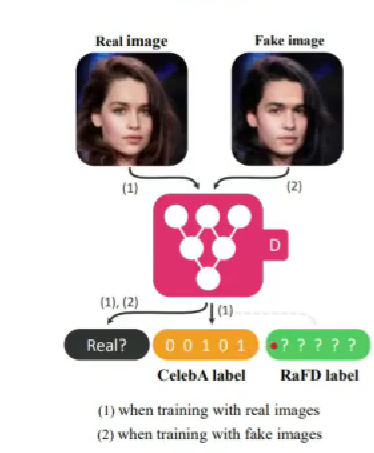 Real image Fake image
(1) (2)
D
(1), (2) (1)
Real? 0 0 1 0 1 ? ? ? ? ?
CelebA label RaFD label
(1) when training with real images
(2) when training with fake images